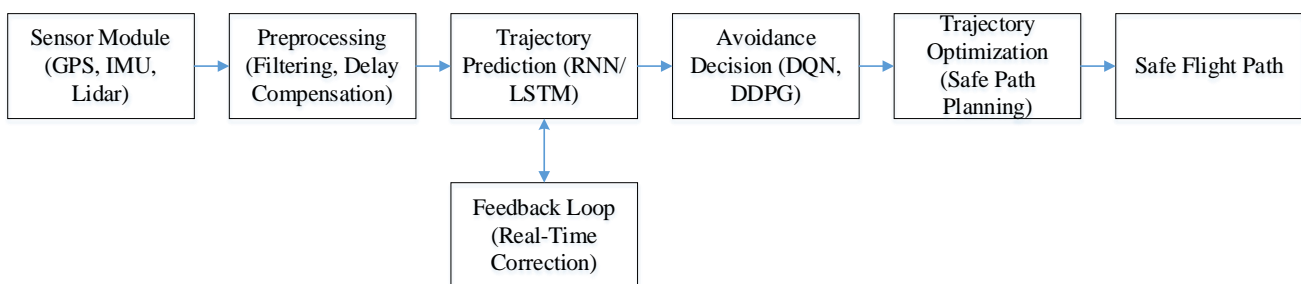 Sensor Module
(GPS, IMU,
Lidar)
Preprocessing
(Filtering, Delay
Compensation)
Trajectory
Prediction (RNN/
LSTM)
Avoidance
Decision (DQN,
DDPG)
Trajectory
Optimization
(Safe Path
Planning)
Safe Flight Path
Feedback Loop
(Real-Time
Correction)